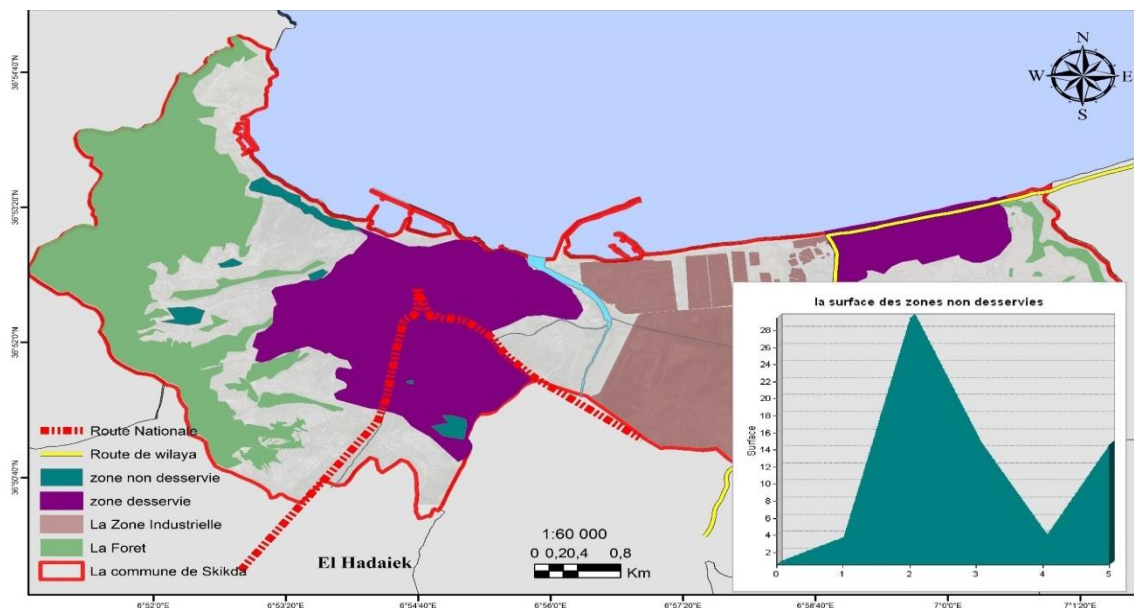 N
W E
S
36°54'40"N
36°53'20"N
36°52'0"N
36°50'40"N
la surface des zones non desservies
Surface
28
26
24
22
20
18
16
14
12
10
8
6
4
2
0 1 2 3 4 5
Route Nationale
Route de wilaya
zone non desservie
zone desservie
La Zone Industrielle
La Foret
La commune de Skikda
El Hadaiek
1:60 000
0 0,20,4 0,8
Km
6°52'0"E 6°53'20"E 6°54'40"E 6°56'0"E 6°57'20"E 6°58'40"E 7°0'0"E 7°1'20"E